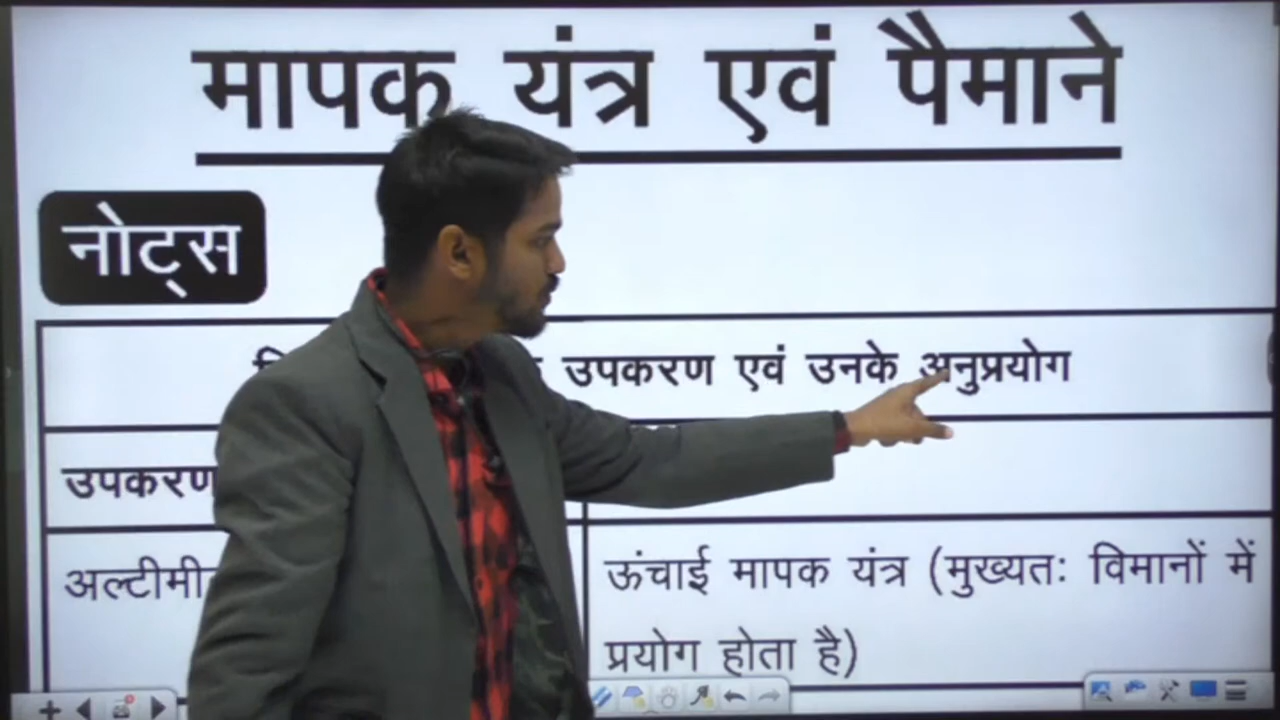 मापक यंत्र एवं पैमाने
नोट्स
उपकरण एवं उनके अनुप्रयोग
उपकरण
ऊंचाई मापक यंत्र (मुख्यतः विमानों में
प्रयोग होता है)